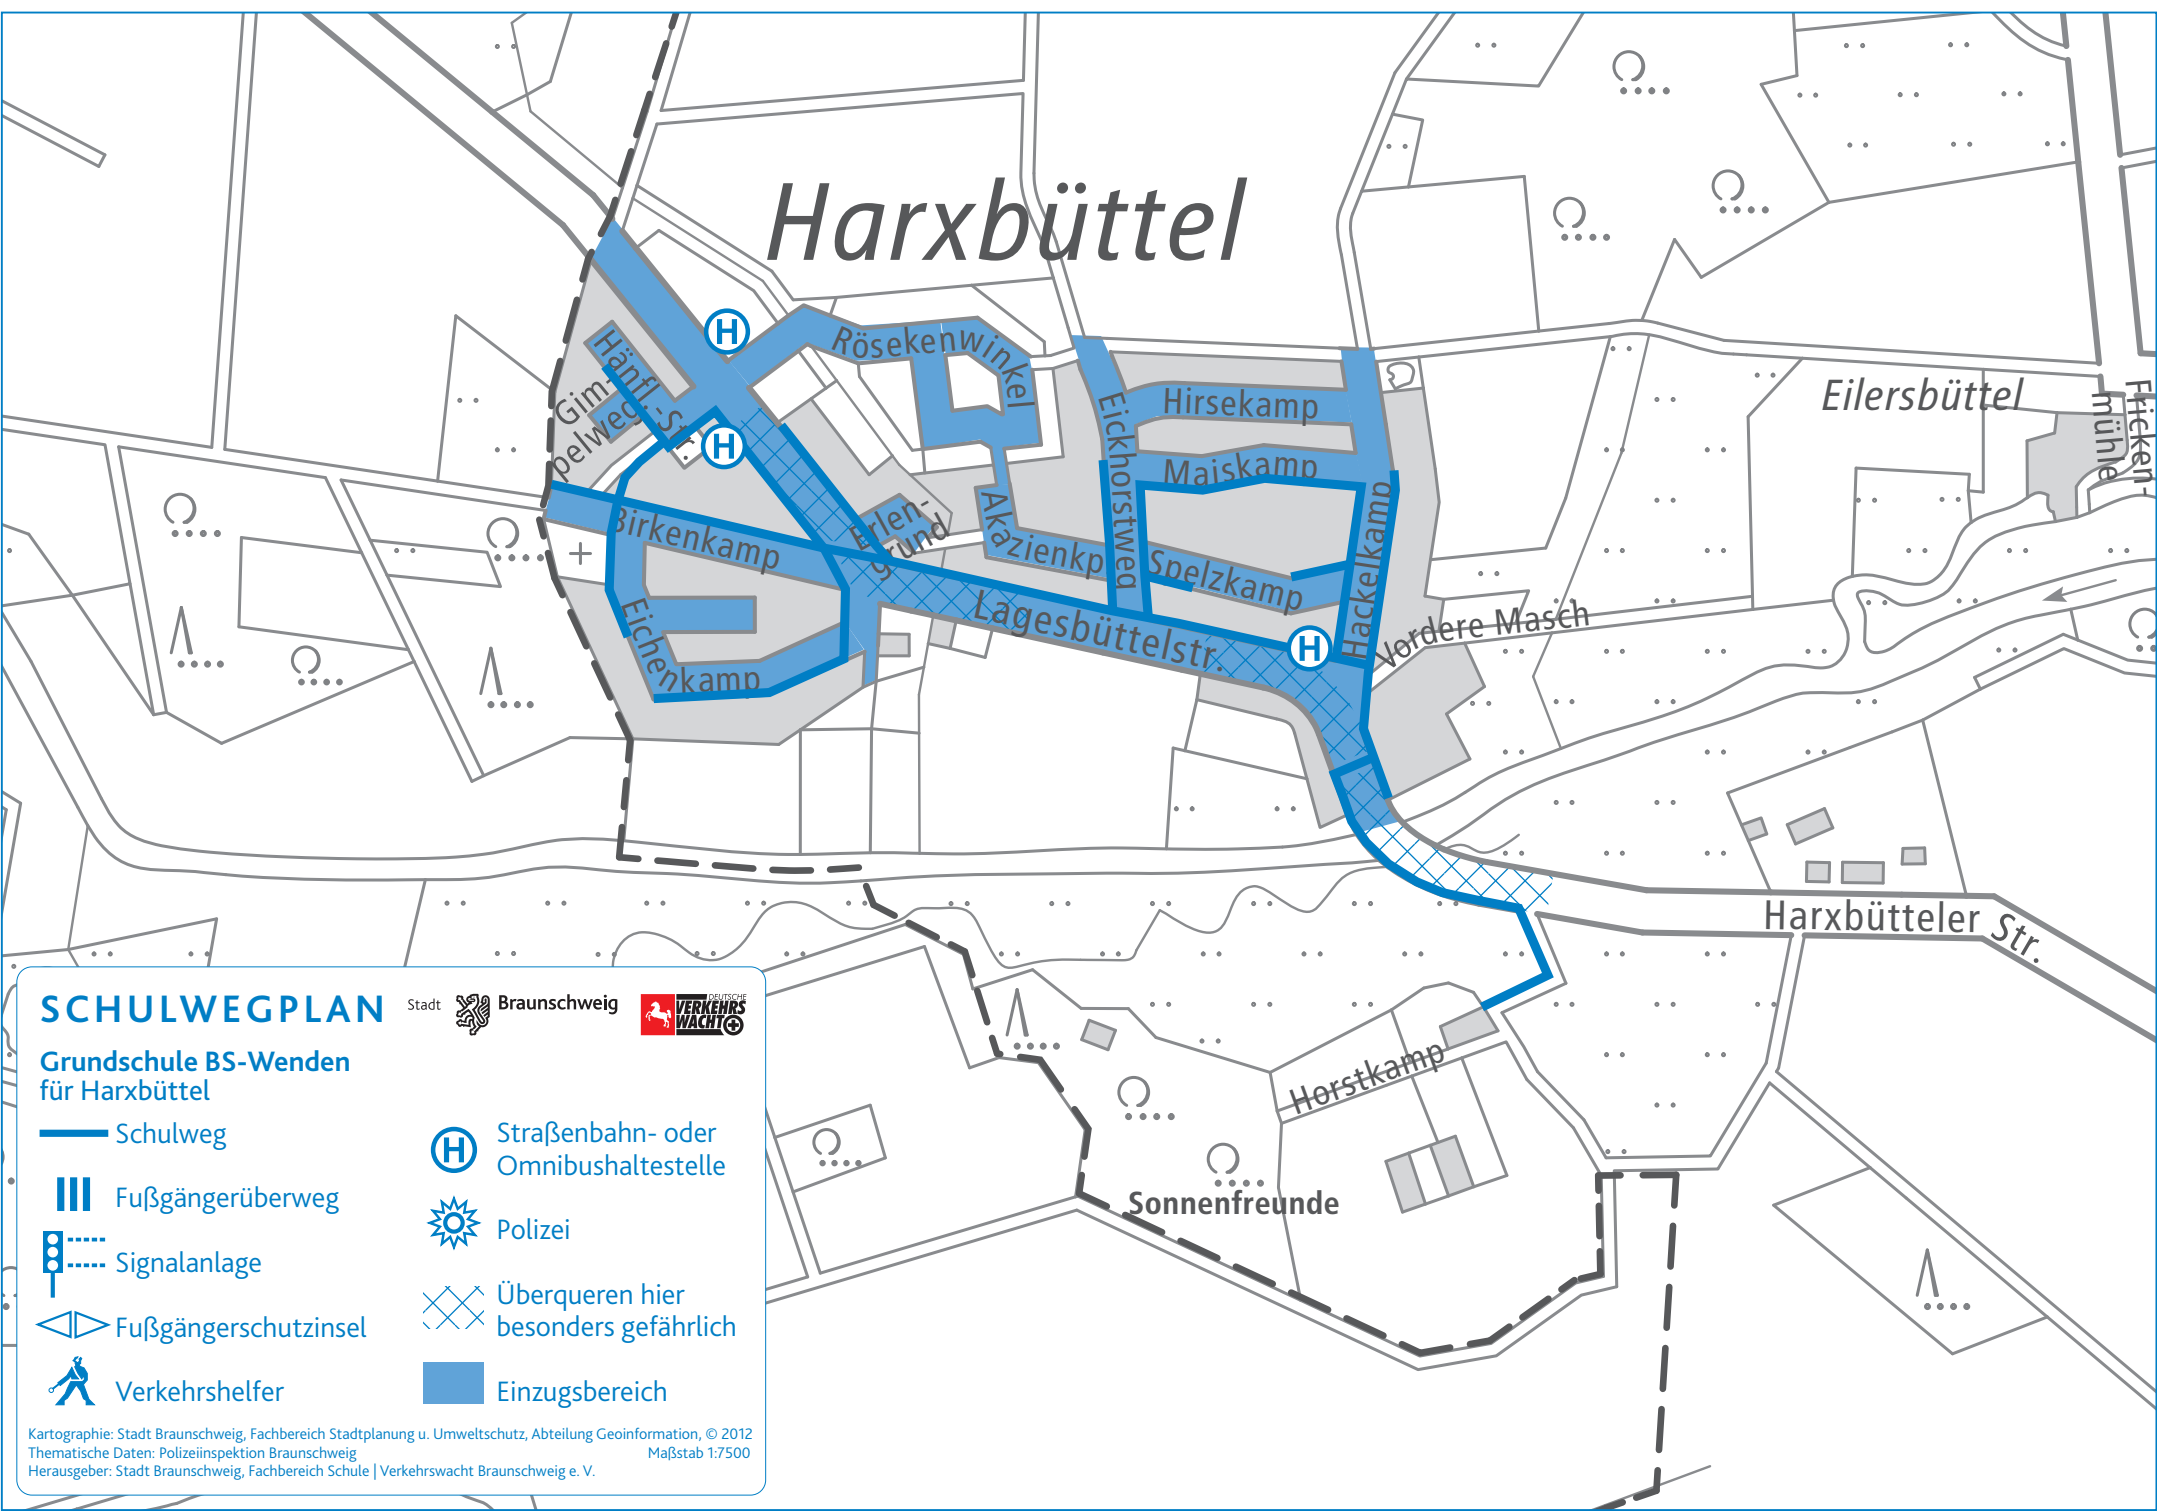 Harxbüttel
H
Rösekenwinkel
Hänfl.-Str.
Gim-
pelweg
H
Hirsekamp
Maiskamp
Eickhorstweg
Eilersbüttel
Fricken-
mühle
Birkenkamp
Erlen-
grund
Akazienkp.
Spelzkamp
Hackelkamp
Eichenkamp
Lagesbüttelstr.
H
Vordere Masch
Harxbütteler Str.
Horstkamp
Sonnenfreunde
SCHULWEGPLAN
Stadt Braunschweig
DEUTSCHE
VERKEHRS
WACHT
Grundschule BS-Wenden
für Harxbüttel
Schulweg
Fußgängerüberweg
Signalanlage
Fußgängerschutzinsel
Verkehrshelfer
H
Straßenbahn- oder
Omnibushaltestelle
Polizei
Überqueren hier
besonders gefährlich
Einzugsbereich
Kartographie: Stadt Braunschweig, Fachbereich Stadtplanung u. Umweltschutz, Abteilung Geoinformation, © 2012
Thematische Daten: Polizeiinspektion Braunschweig Maßstab 1:7500
Herausgeber: Stadt Braunschweig, Fachbereich Schule | Verkehrswacht Braunschweig e. V.